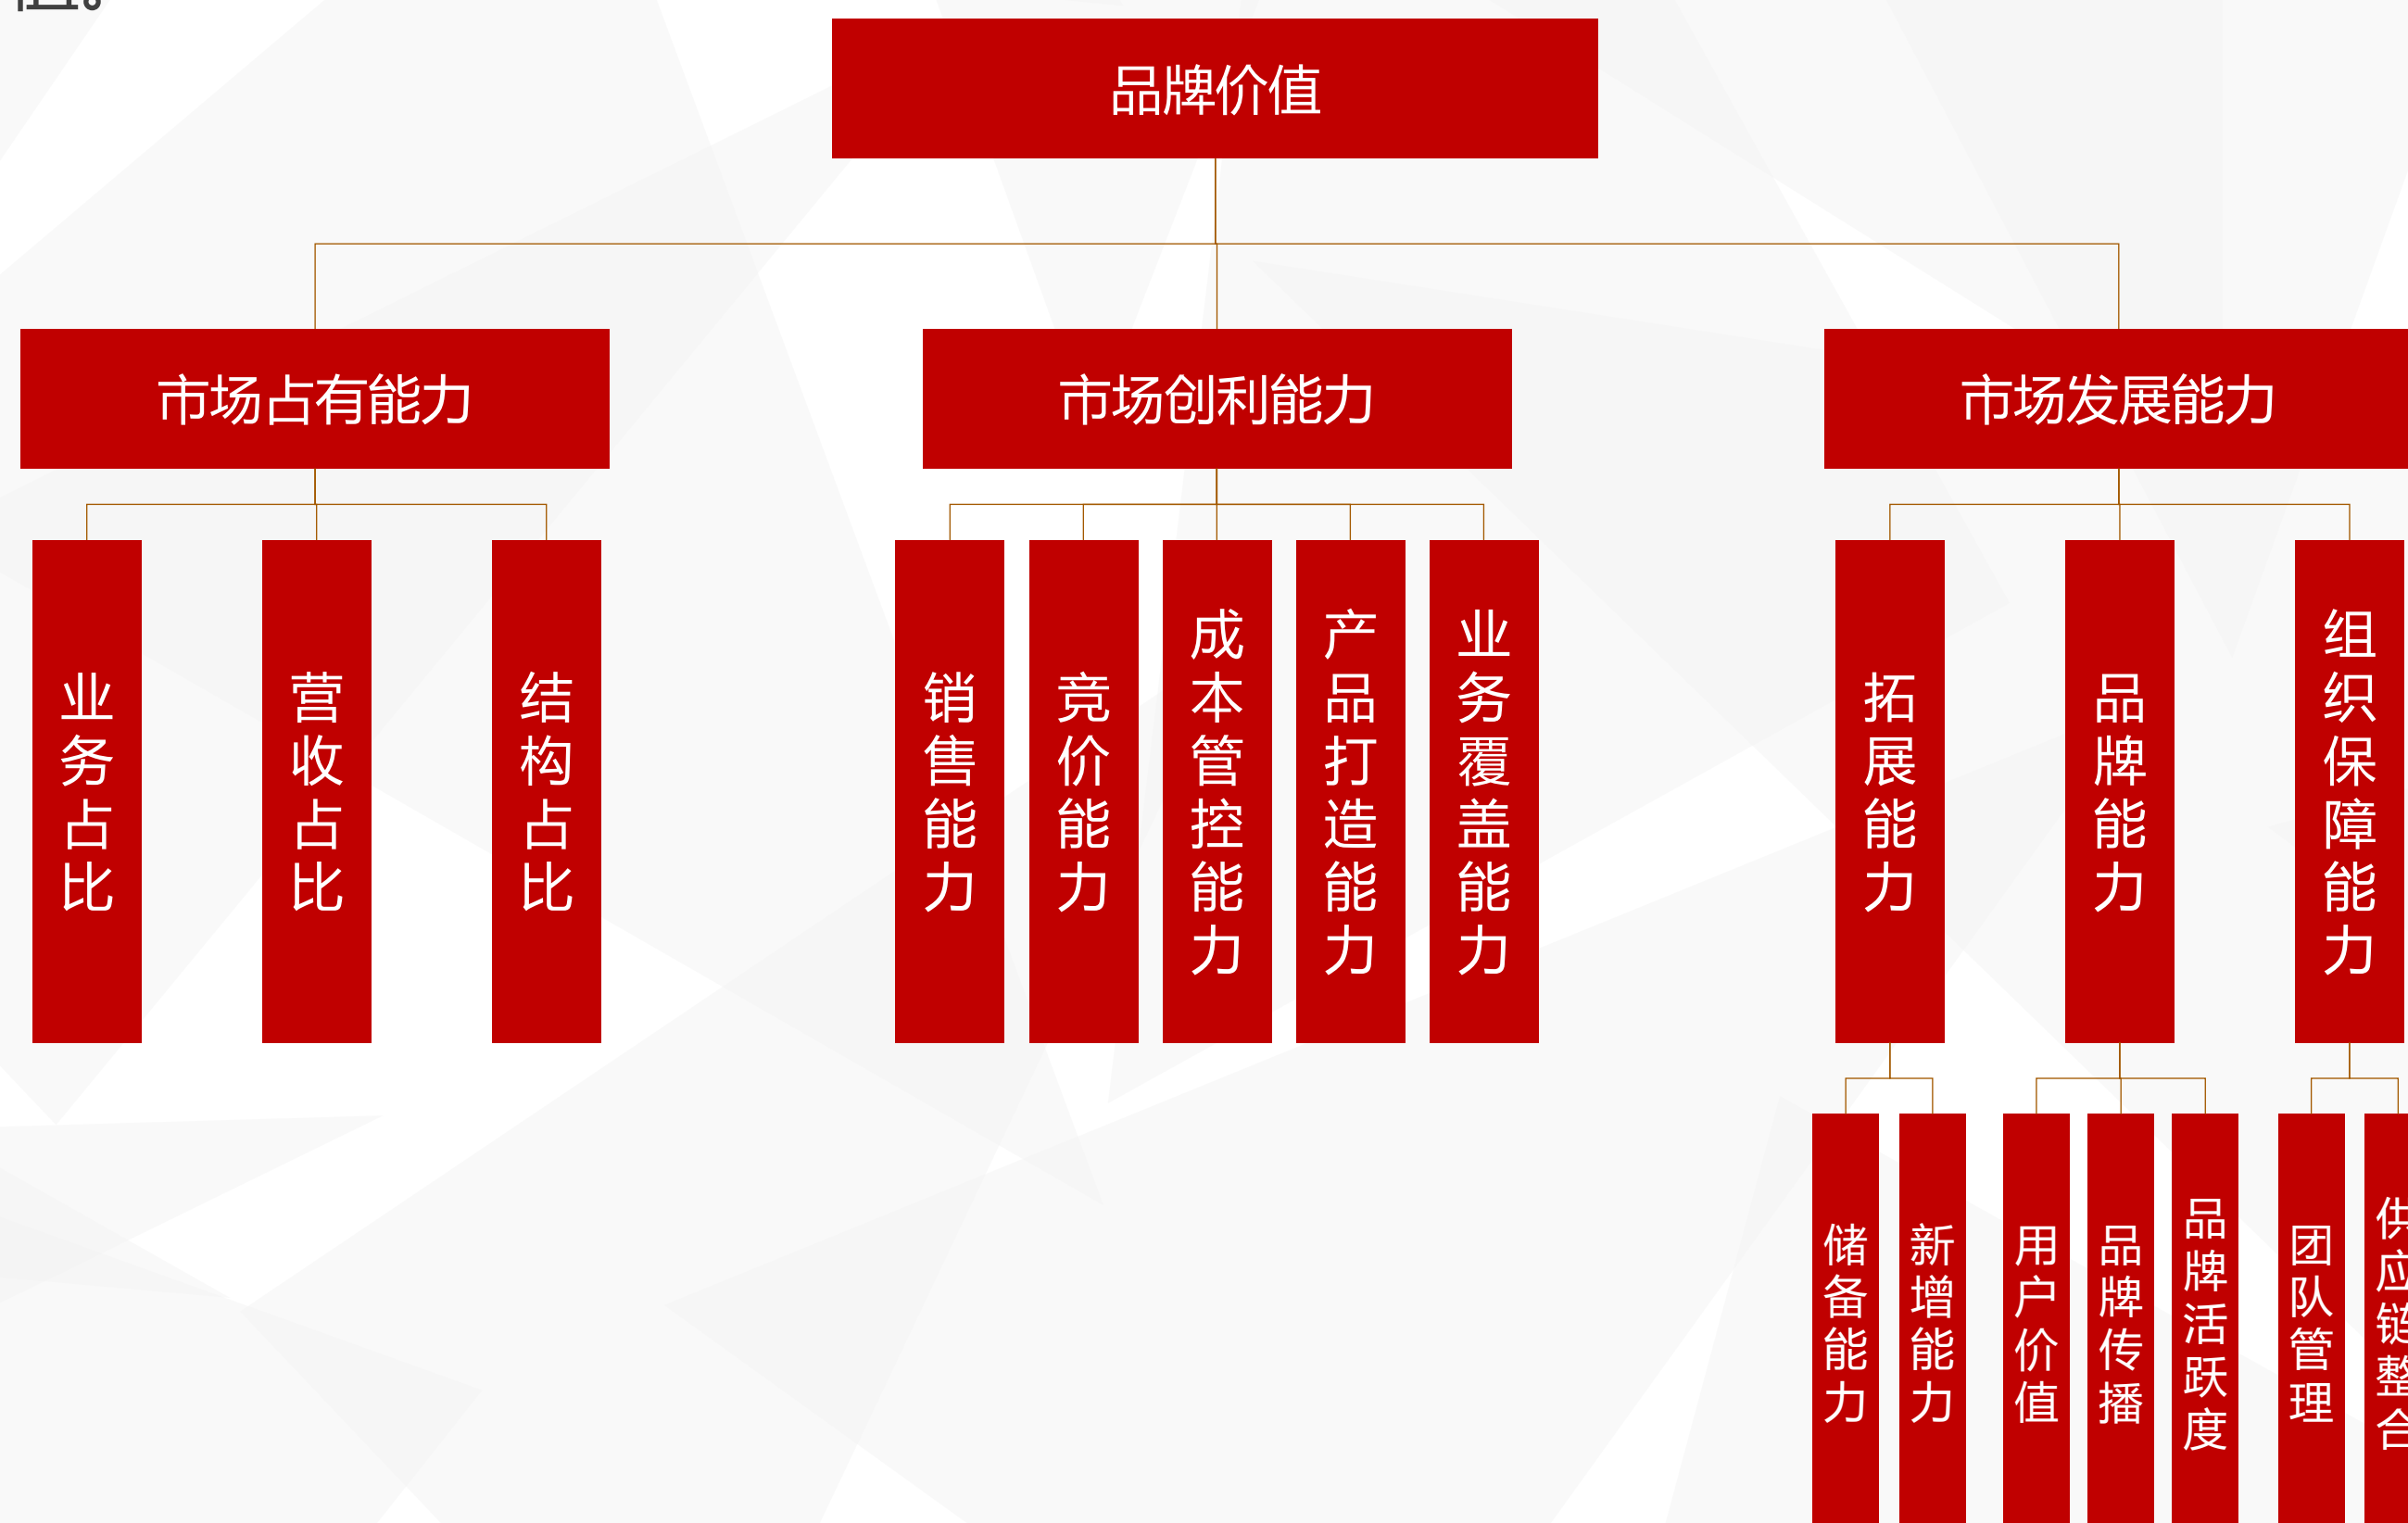 品牌价值
市场占有能力
市场创利能力
市场发展能力
业务占比
营收占比
结构占比
销售能力
竞价能力
成本管控能力
产品打造能力
业务覆盖能力
拓展能力
品牌能力
组织保障能力
储备能力
新增能力
用户价值
品牌传播
品牌活跃度
团队管理
供应链整合